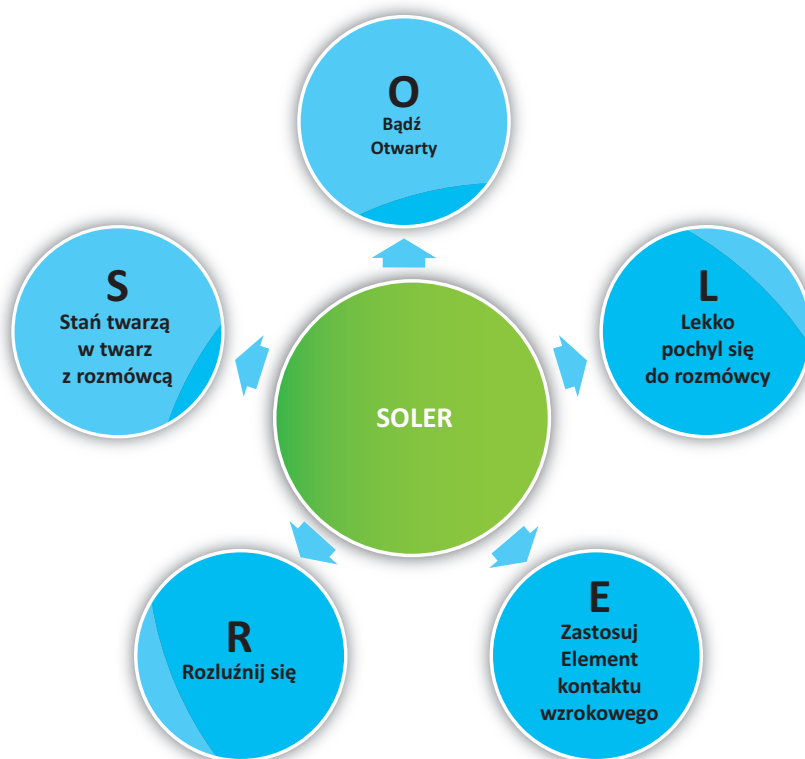 O
Bądź
Otwarty
S
Stań twarzą
w twarz
z rozmówcą
L
Lekko
pochyl się
do rozmówcy
SOLER
R
Rozluźnij się
E
Zastosuj
Element
kontaktu
wzrokowego